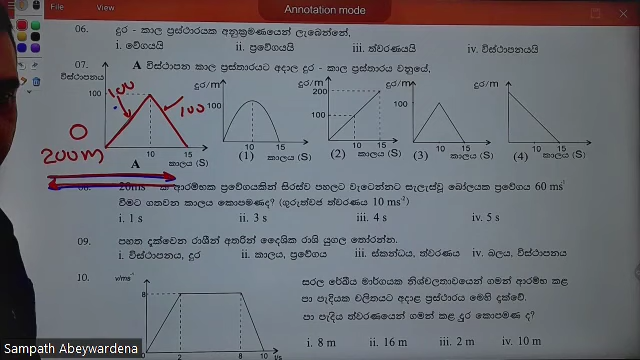 Annotation mode
File View
06. දුර - කාල ප්‍රස්ථාරයක අනුක්‍රමණයෙන් ලැබෙන්නේ,
i. වේගයයි ii. ප්‍රවේගයයි iii. ත්වරණයයි iv. විස්ථාපනයයි
07. A විස්ථාපන කාල ප්‍රස්ථාරයට අදාල දුර - කාල ප්‍රස්ථාරය වනුයේ,
විස්ථාපනය දුර/m දුර/m දුර/m දුර/m
100 100 100 0 200m
10 15 කාලය (S)
A
100 10 15 කාලය (S)
(1)
200 100 10 15 කාලය (S)
(2)
100 10 15 කාලය (S)
(3)
10 15 කාලය (S)
(4)
08. 20ms⁻¹ ක ආරම්භක ප්‍රවේගයකින් සිරස්ව පහලට වැටෙන්නට සැලැස්වූ බෝලයක ප්‍රවේගය 60 ms⁻¹
වීමට ගතවන කාලය කොපමණද? (ගුරුත්වජ ත්වරණය 10 ms⁻²)
i. 1 s ii. 3 s iii. 4 s iv. 5 s
09. පහත දැක්වෙන රාශීන් අතරින් දෛශික රාශි යුගල තෝරන්න.
i. විස්ථාපනය, දුර ii. කාලය, ප්‍රවේගය iii. ස්කන්ධය, ත්වරණය iv. බලය, විස්ථාපනය
10. v/ms⁻¹
8
2 8 10 t/s
සරල රේඛීය මාර්ගයක නිශ්චලතාවයෙන් ගමන් ආරම්භ කළ
පා පැදියක චලිතයට අදාළ ප්‍රස්ථාරය මෙහි දැක්වේ.
පා පැදිය ත්වරණයෙන් ගමන් කළ දුර කොපමණ ද?
i. 8 m ii. 16 m iii. 2 m iv. 10 m
Sampath Abeywardena